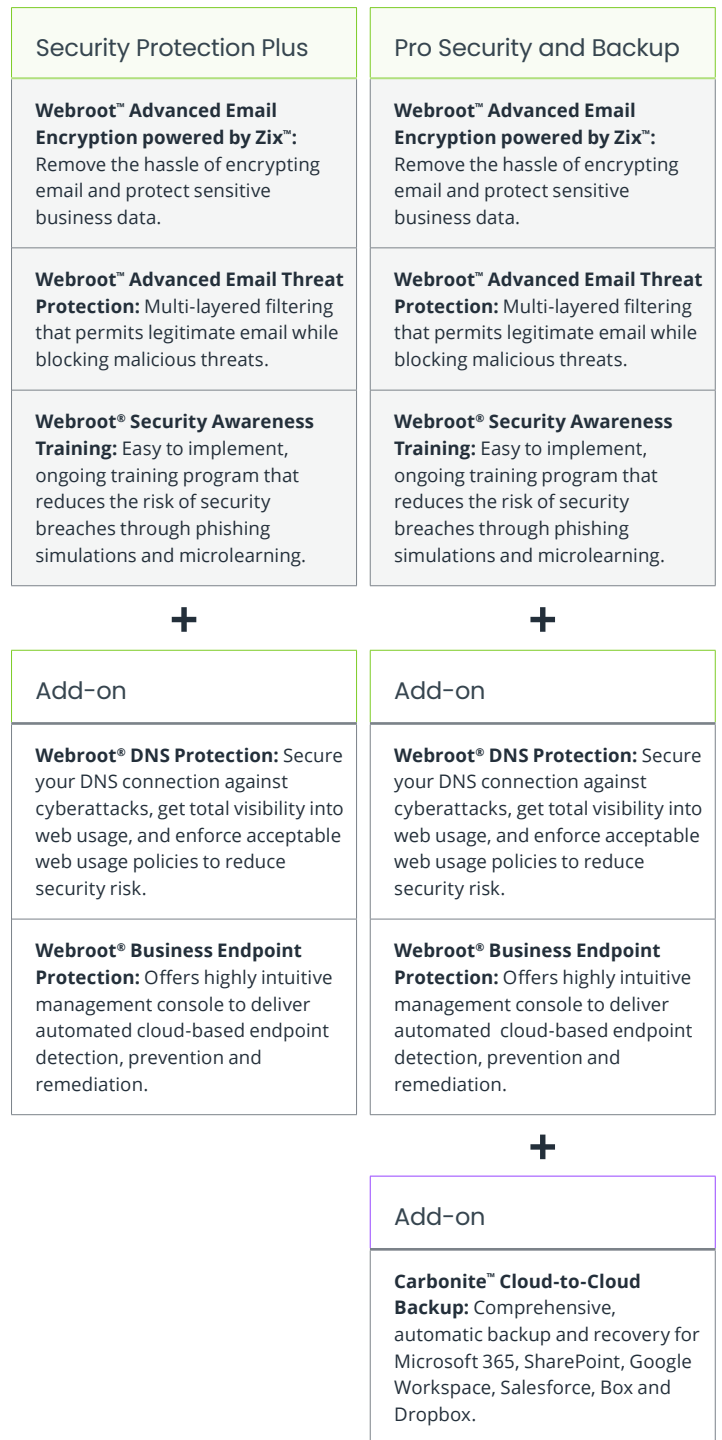 Security Protection Plus
Webroot™ Advanced Email
Encryption powered by Zix™:
Remove the hassle of encrypting
email and protect sensitive
business data.
Webroot™ Advanced Email Threat
Protection: Multi-layered filtering
that permits legitimate email while
blocking malicious threats.
Webroot® Security Awareness
Training: Easy to implement,
ongoing training program that
reduces the risk of security
breaches through phishing
simulations and microlearning.
+
Add-on
Webroot® DNS Protection: Secure
your DNS connection against
cyberattacks, get total visibility into
web usage, and enforce acceptable
web usage policies to reduce
security risk.
Webroot® Business Endpoint
Protection: Offers highly intuitive
management console to deliver
automated cloud-based endpoint
detection, prevention and
remediation.
Pro Security and Backup
Webroot™ Advanced Email
Encryption powered by Zix™:
Remove the hassle of encrypting
email and protect sensitive
business data.
Webroot™ Advanced Email Threat
Protection: Multi-layered filtering
that permits legitimate email while
blocking malicious threats.
Webroot® Security Awareness
Training: Easy to implement,
ongoing training program that
reduces the risk of security
breaches through phishing
simulations and microlearning.
+
Add-on
Webroot® DNS Protection: Secure
your DNS connection against
cyberattacks, get total visibility into
web usage, and enforce acceptable
web usage policies to reduce
security risk.
Webroot® Business Endpoint
Protection: Offers highly intuitive
management console to deliver
automated cloud-based endpoint
detection, prevention and
remediation.
+
Add-on
Carbonite™ Cloud-to-Cloud
Backup: Comprehensive,
automatic backup and recovery for
Microsoft 365, SharePoint, Google
Workspace, Salesforce, Box and
Dropbox.